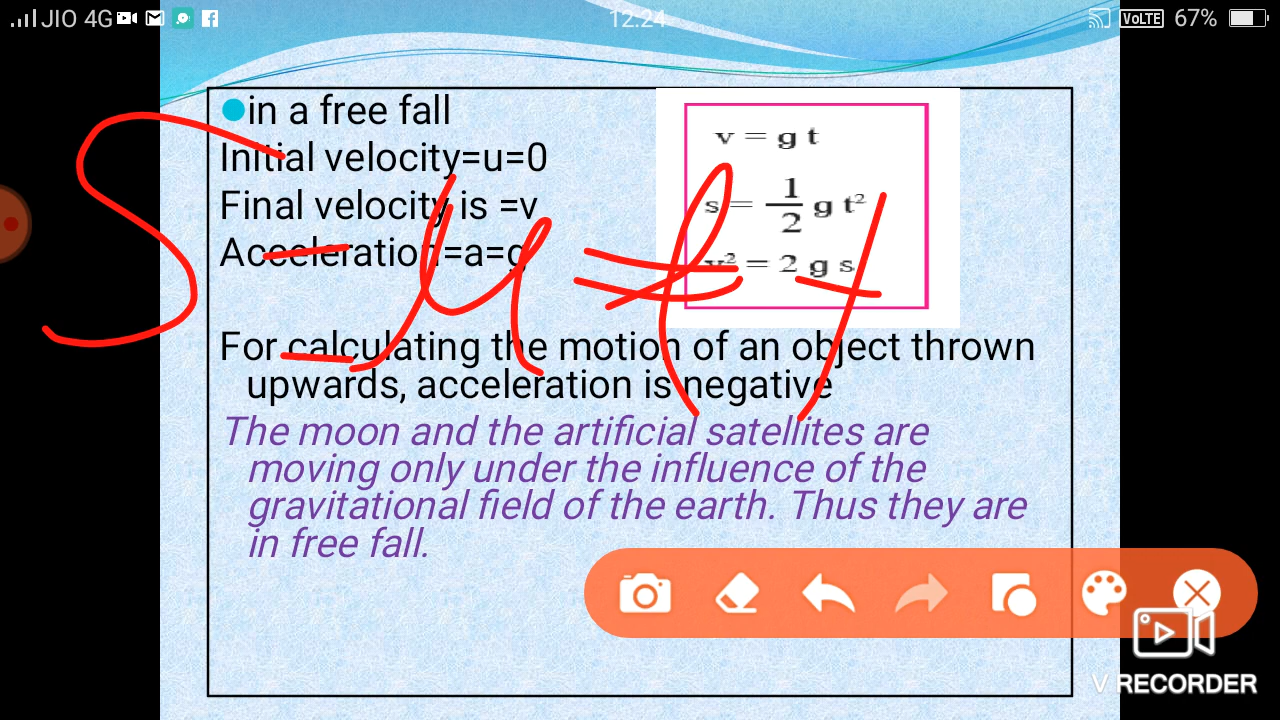 JIO 4G 12.24 VoLTE 67%
in a free fall
Initial velocity=u=0
Final velocity is =v
Acceleration=a=g
v = g t
s = 1/2 g t²
v² = 2 g s
For calculating the motion of an object thrown
upwards, acceleration is negative
The moon and the artificial satellites are
moving only under the influence of the
gravitational field of the earth. Thus they are
in free fall.
V RECORDER